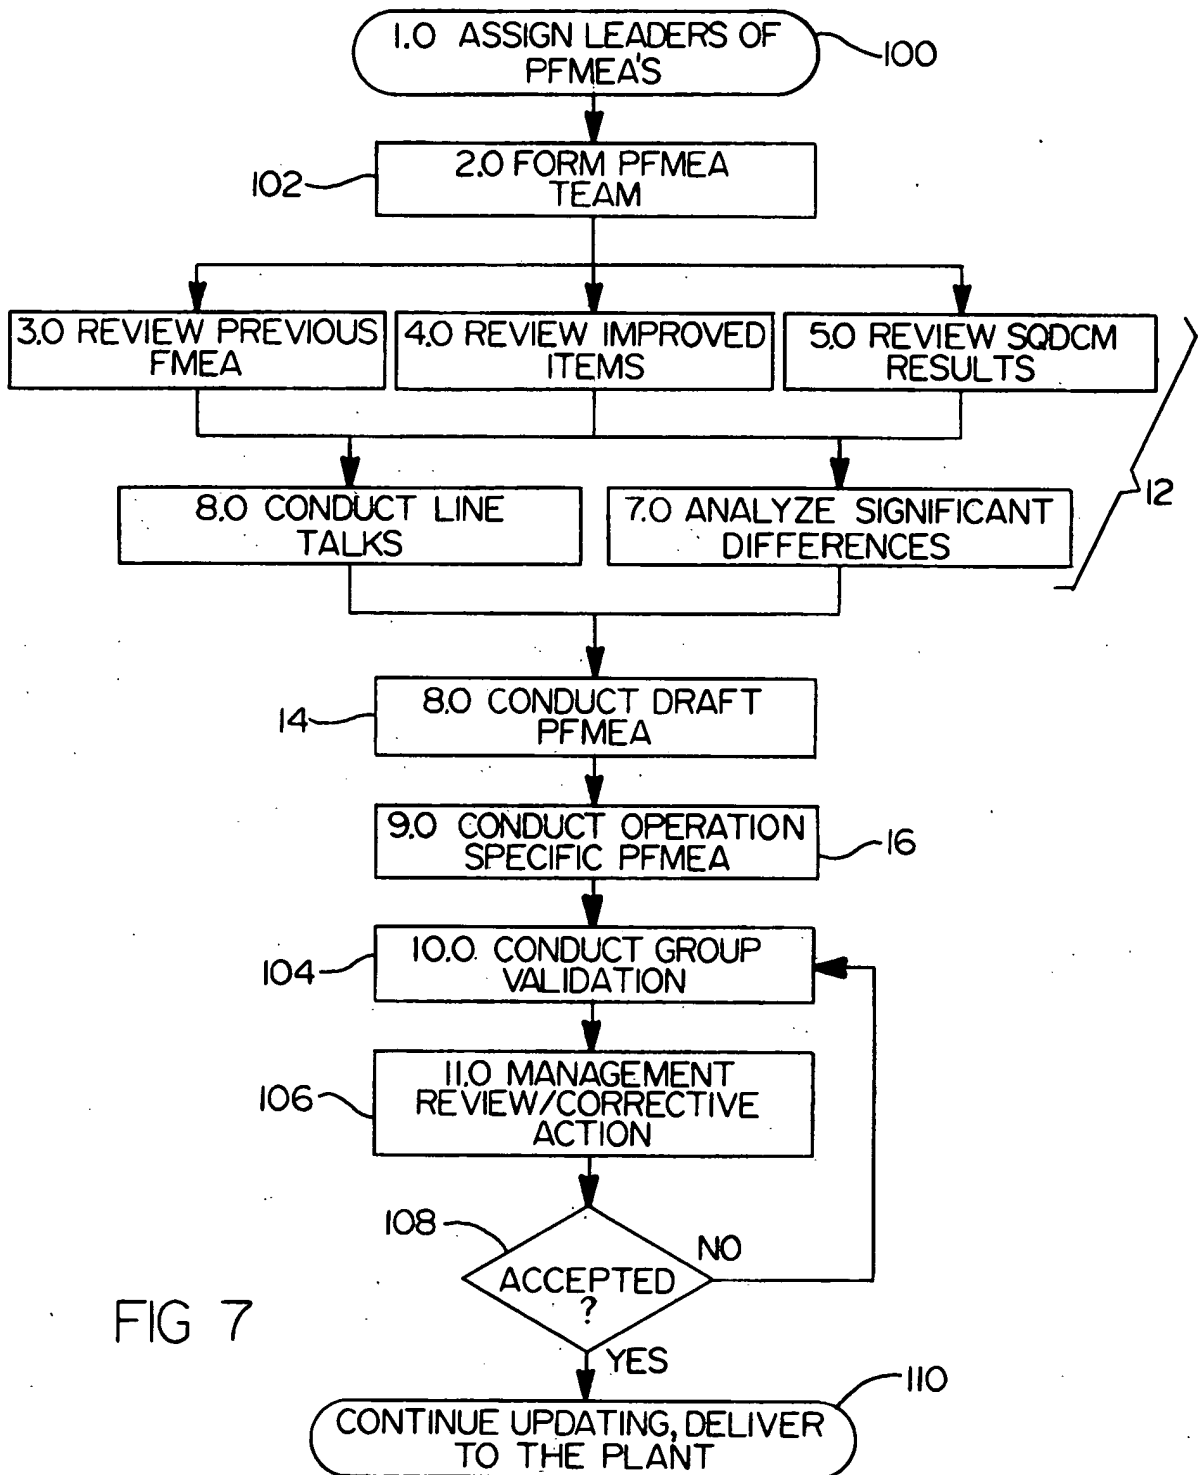 1.0 ASSIGN LEADERS OF
PFMEA'S
100
2.0 FORM PFMEA
TEAM
102
3.0 REVIEW PREVIOUS
FMEA
4.0 REVIEW IMPROVED
ITEMS
5.0 REVIEW SQDCM
RESULTS
8.0 CONDUCT LINE
TALKS
7.0 ANALYZE SIGNIFICANT
DIFFERENCES
12
8.0 CONDUCT DRAFT
PFMEA
14
9.0 CONDUCT OPERATION
SPECIFIC PFMEA
16
10.0 CONDUCT GROUP
VALIDATION
104
11.0 MANAGEMENT
REVIEW/CORRECTIVE
ACTION
106
108
ACCEPTED
?
NO
YES
FIG 7
CONTINUE UPDATING, DELIVER
TO THE PLANT
110